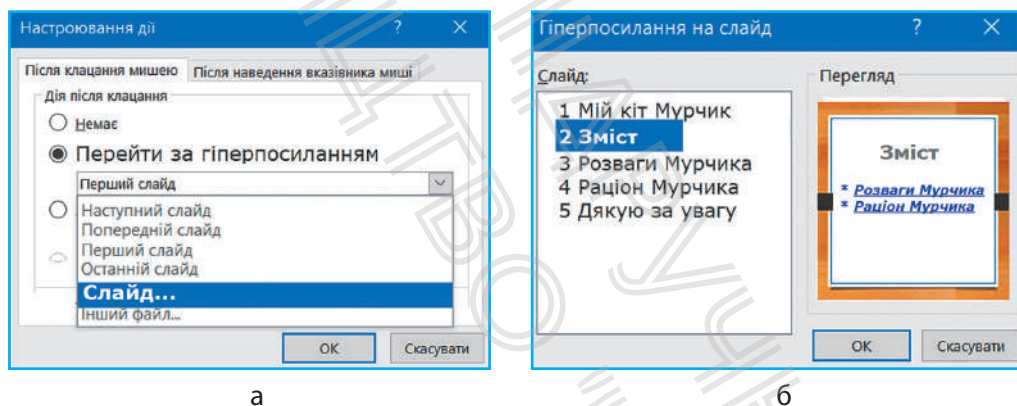 Настроювання дії ? ×
Після клацання мишею Після наведення вказівника миші
Дія після клацання
Немає
Перейти за гіперпосиланням
Перший слайд
Наступний слайд
Попередній слайд
Перший слайд
Останній слайд
Слайд...
Інший файл...
ОК Скасувати
а
Гіперпосилання на слайд ? ×
Слайд:
1 Мій кіт Мурчик
2 Зміст
3 Розваги Мурчика
4 Раціон Мурчика
5 Дякую за увагу
Перегляд
Зміст
* Розваги Мурчика
* Раціон Мурчика
ОК Скасувати
б